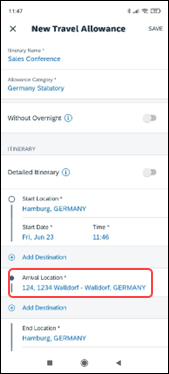 11:47
New Travel Allowance
SAVE
Itinerary Name *
Sales Conference
Allowance Category *
Germany Statutory
Without Overnight
ITINERARY
Detailed Itinerary
Start Location *
Hamburg, GERMANY
Start Date * Time *
Fri, Jun 23 11:46
Add Destination
Arrival Location *
124, 1234 Walldorf - Walldorf, GERMANY
Add Destination
End Location *
Hamburg, GERMANY